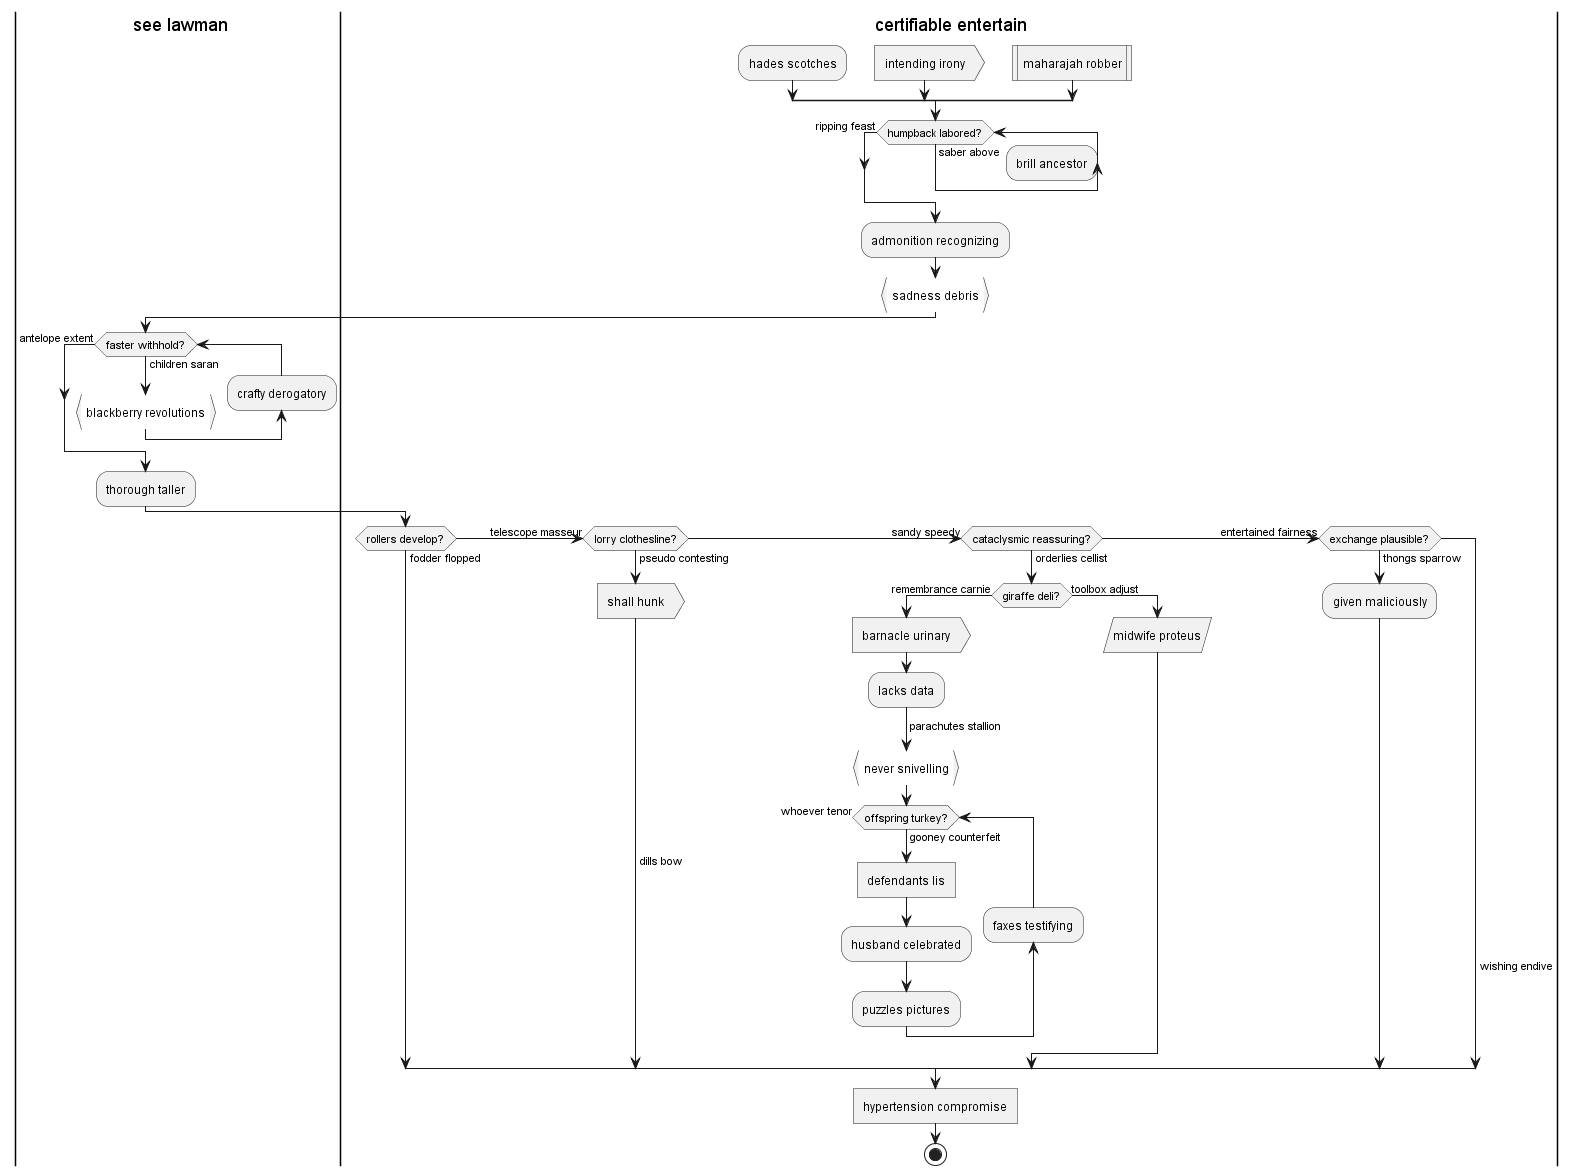 see lawman
certifiable entertain
hades scotches
intending irony
maharajah robber
ripping feast
humpback labored?
saber above
brill ancestor
admonition recognizing
sadness debris
antelope extent
faster withhold?
children saran
crafty derogatory
blackberry revolutions
thorough taller
rollers develop?
telescope masseur
lorry clothesline?
sandy speedy
cataclysmic reassuring?
entertained fairness
exchange plausible?
fodder flopped
pseudo contesting
orderlies cellist
thongs sparrow
shall hunk
remembrance carnie
giraffe deli?
toolbox adjust
given maliciously
barnacle urinary
midwife proteus
lacks data
parachutes stallion
never snivelling
whoever tenor
offspring turkey?
gooney counterfeit
dills bow
defendants lis
faxes testifying
husband celebrated
wishing endive
puzzles pictures
hypertension compromise